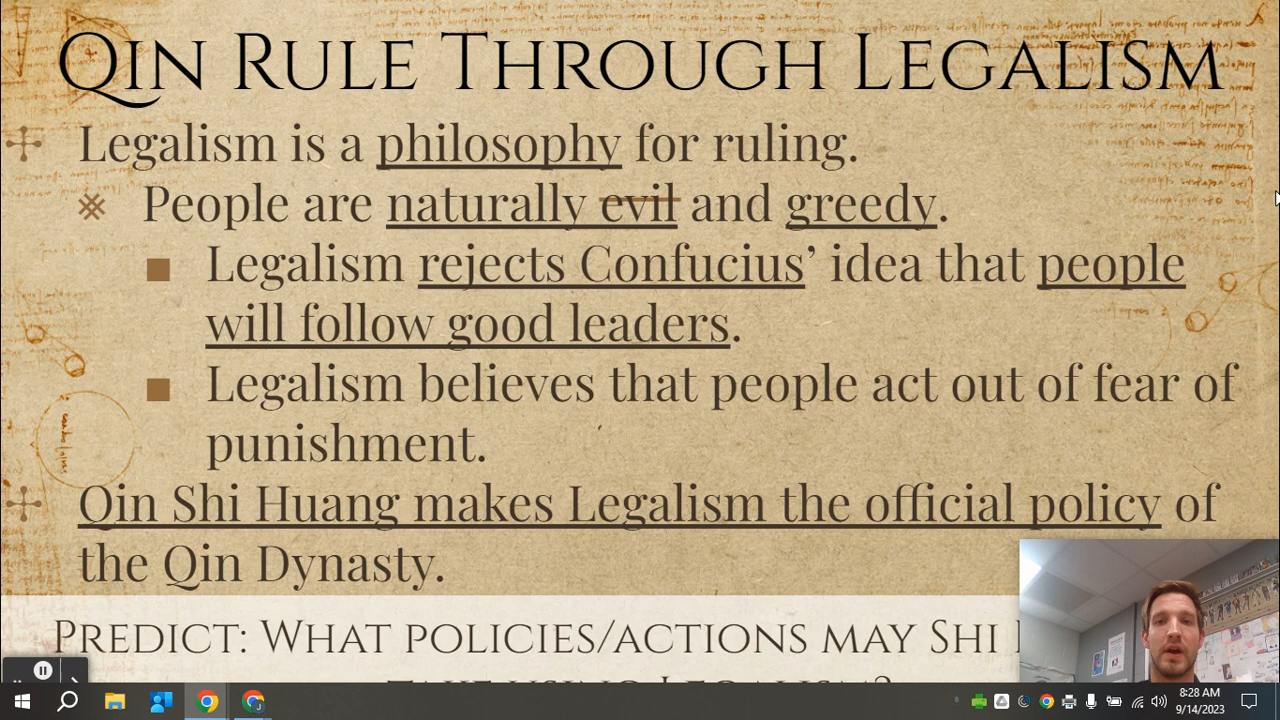 Qin Rule Through Legalism
Legalism is a philosophy for ruling.
People are naturally evil and greedy.
Legalism rejects Confucius’ idea that people
will follow good leaders.
Legalism believes that people act out of fear of
punishment.
Qin Shi Huang makes Legalism the official policy of
the Qin Dynasty.
Predict: What policies/actions may Shi
8:28 AM
9/14/2023